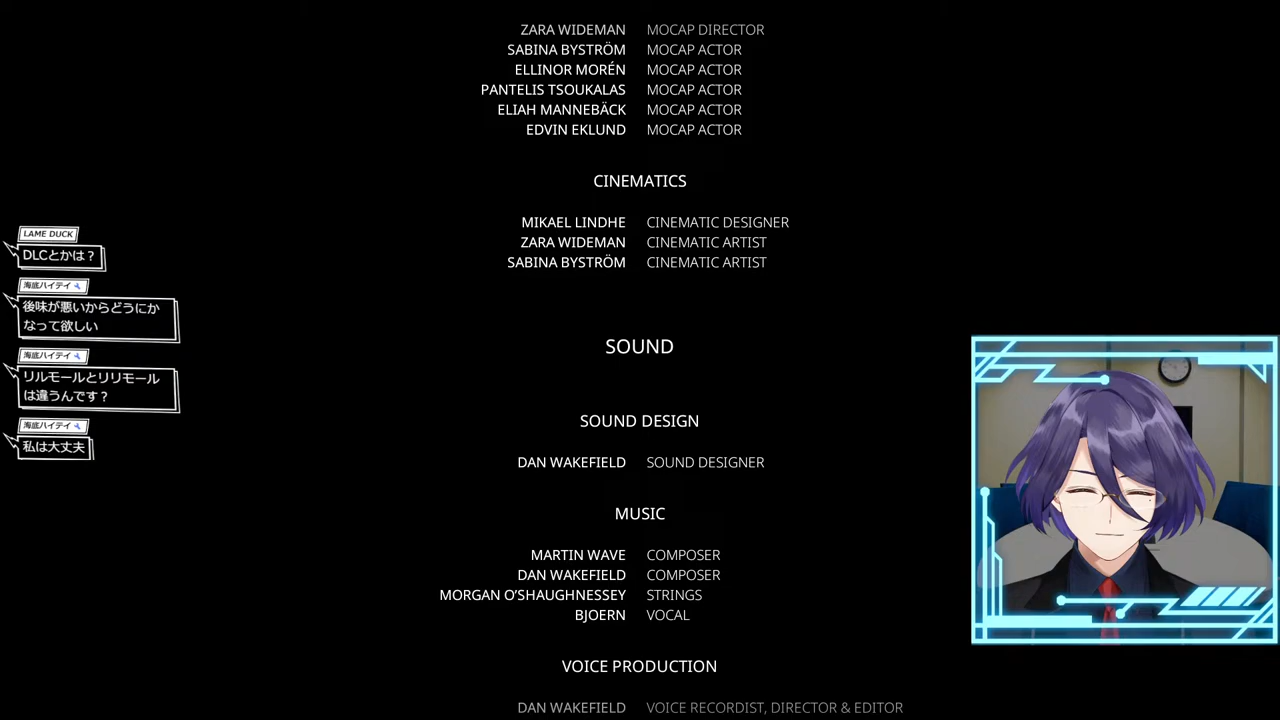 ZARA WIDEMAN MOCAP DIRECTOR
SABINA BYSTRÖM MOCAP ACTOR
ELLINOR MORÉN MOCAP ACTOR
PANTELIS TSOUKALAS MOCAP ACTOR
ELIAH MANNEBÄCK MOCAP ACTOR
EDVIN EKLUND MOCAP ACTOR
CINEMATICS
MIKAEL LINDHE CINEMATIC DESIGNER
ZARA WIDEMAN CINEMATIC ARTIST
SABINA BYSTRÖM CINEMATIC ARTIST
SOUND
SOUND DESIGN
DAN WAKEFIELD SOUND DESIGNER
MUSIC
MARTIN WAVE COMPOSER
DAN WAKEFIELD COMPOSER
MORGAN O’SHAUGHNESSEY STRINGS
BJOERN VOCAL
VOICE PRODUCTION
DAN WAKEFIELD VOICE RECORDIST, DIRECTOR & EDITOR
LAME DUCK
DLCとかは？
海底ハイテイ
後味が悪いからどうにか
なって欲しい
海底ハイテイ
リルモールとリリモール
は違うんです？
海底ハイテイ
私は大丈夫